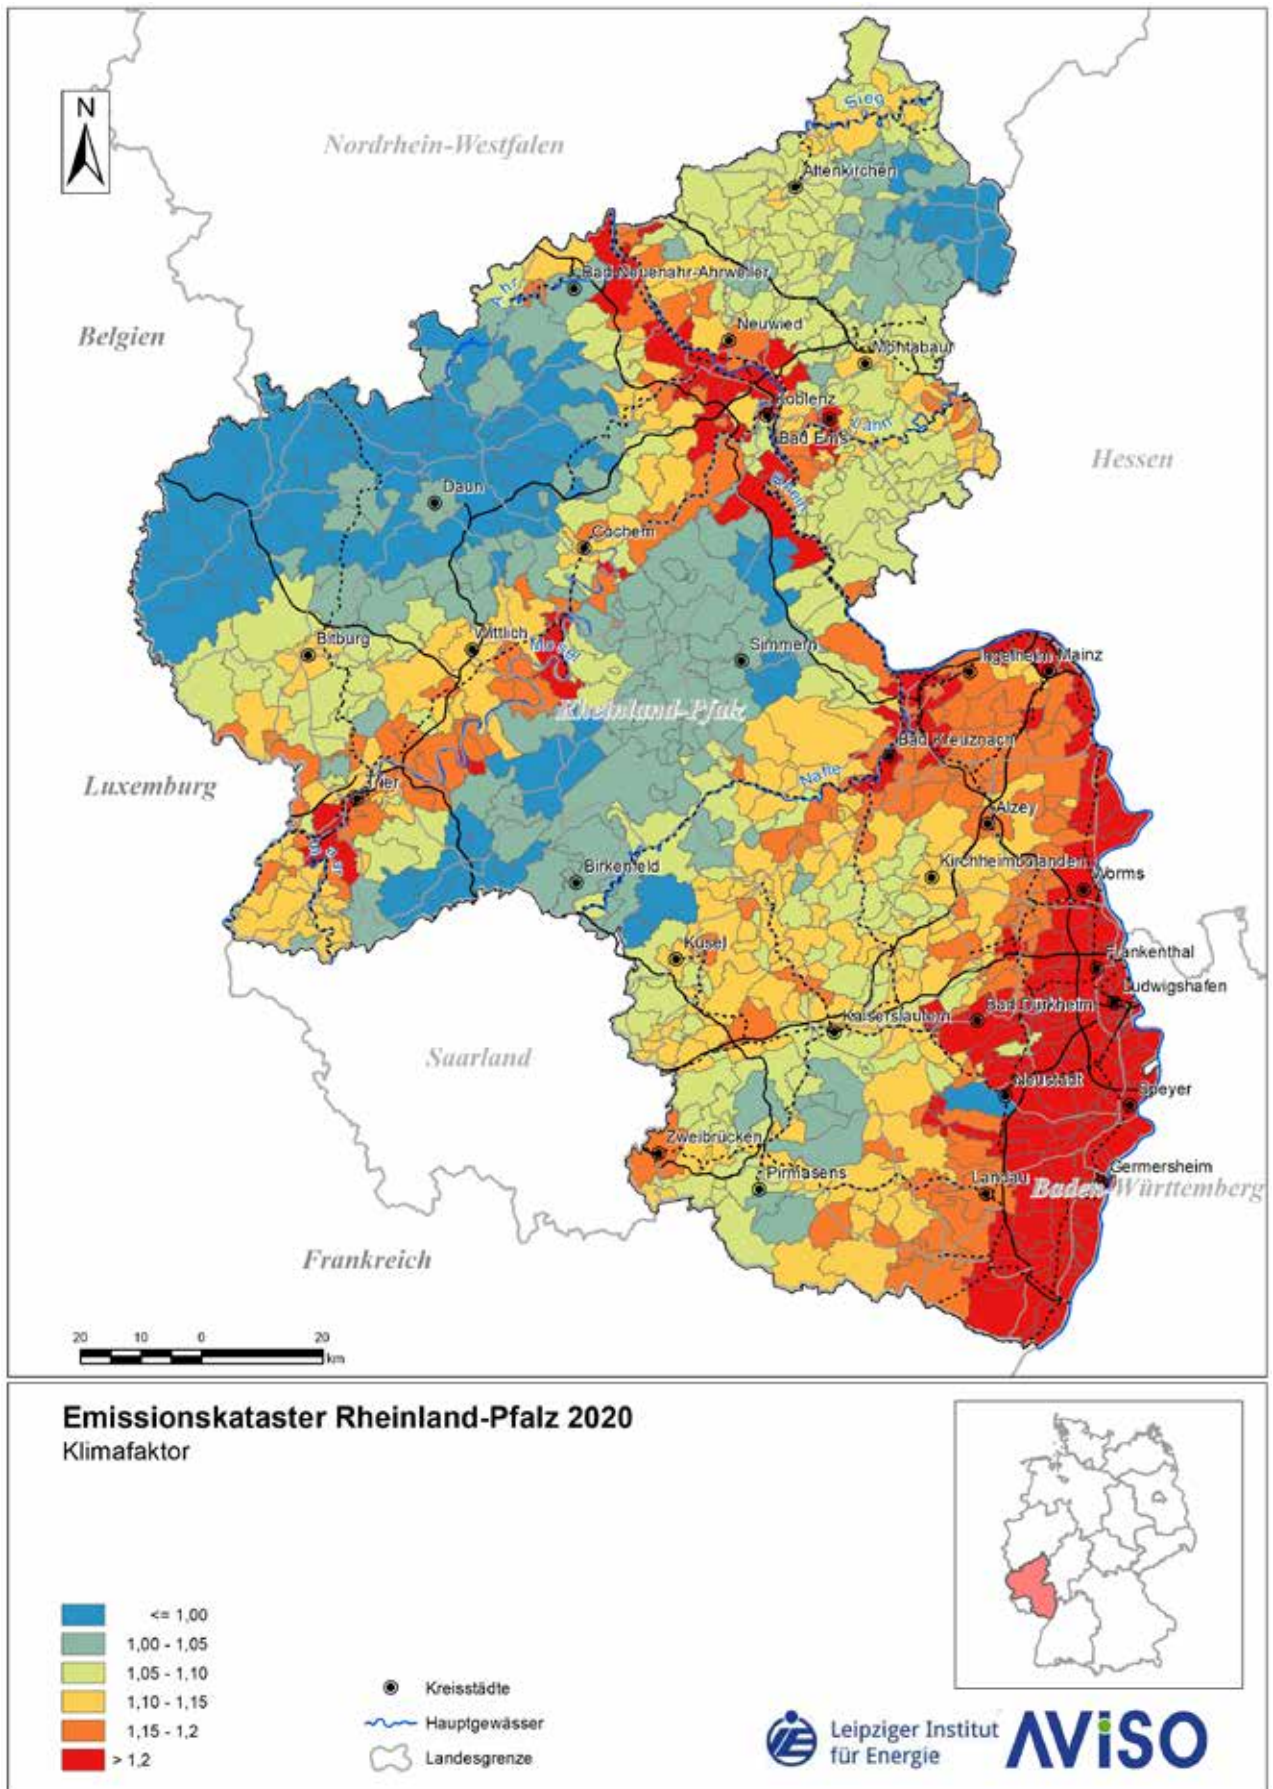 N
Nordrhein-Westfalen
Sieg
Altenkirchen
Bad Neuenahr-Ahrweiler
Ahr
Belgien
Neuwied
Montabaur
Koblenz
Lahn
Bad Ems
Hessen
Rhein
Daun
Cochem
Bitburg
Wittlich
Mosel
Simmern
Ingelheim
Mainz
Rheinland-Pfalz
Bad Kreuznach
Nahe
Luxemburg
Trier
Alzey
Saar
Kirchheimbolanden
Birkenfeld
Worms
Kusel
Frankenthal
Ludwigshafen
Bad Dürkheim
Kaiserslautern
Saarland
Neustadt
Speyer
Zweibrücken
Pirmasens
Germersheim
Landau
Baden-Württemberg
Frankreich
20 10 0 20
km
Emissionskataster Rheinland-Pfalz 2020
Klimafaktor
<= 1,00
1,00 - 1,05
1,05 - 1,10
1,10 - 1,15
1,15 - 1,2
> 1,2
Kreisstädte
Hauptgewässer
Landesgrenze
Leipziger Institut
für Energie
AViSO